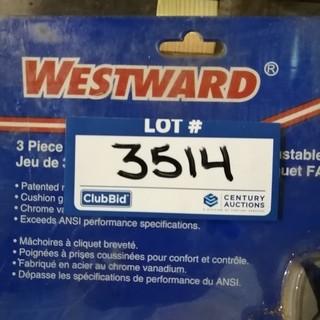 WESTWARD®
LOT #
3 Piece
stable
3514
Jeu de 3
quet FA
• Patented
ClubBid
CENTURY AUCTIONS
• Cushion g
• Chrome va
• Exceeds ANSI performance specifications.
• Mâchoires à cliquet breveté.
• Poignées à prises coussinées pour confort et contrôle.
• Fabriqué en acier au chrome vanadium.
• Dépasse les spécifications de performance du ANSI.